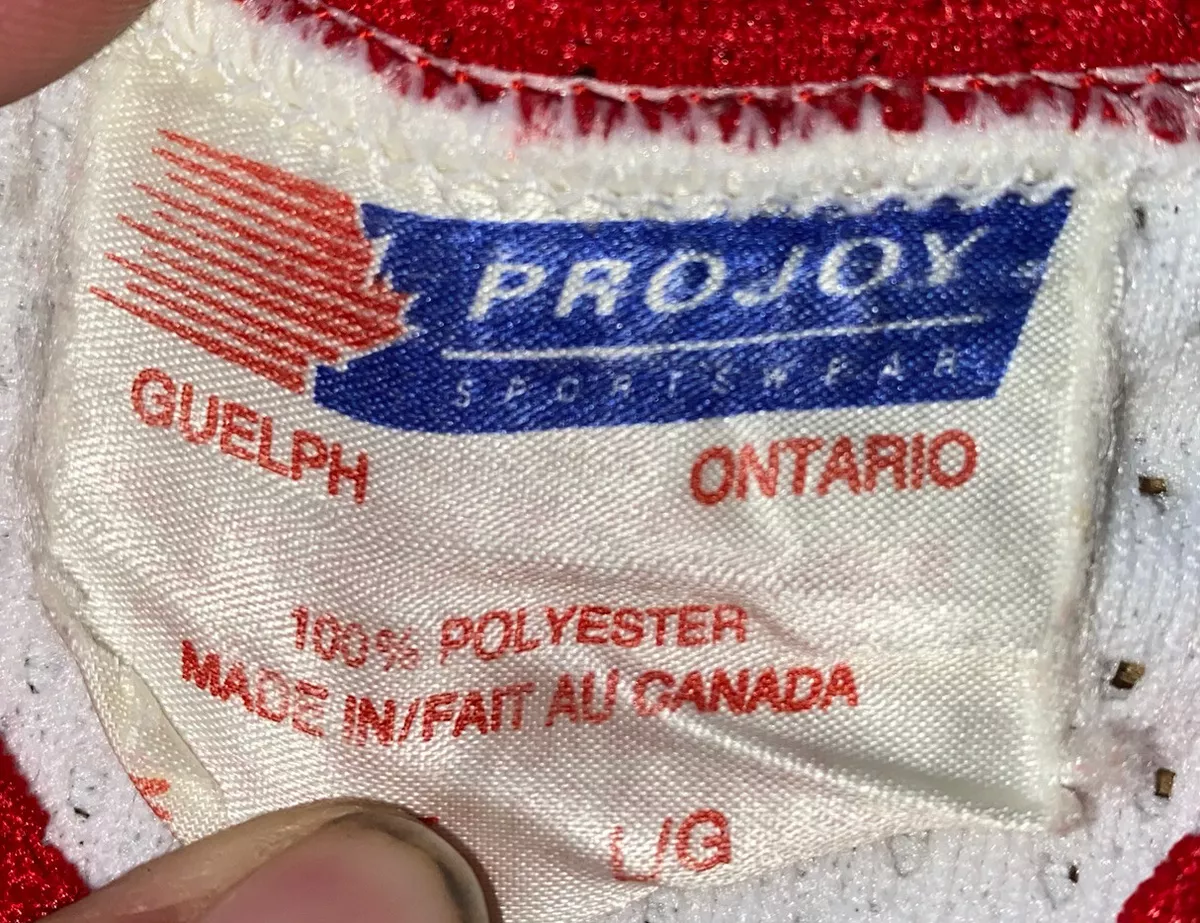 PROJOY
SPORTSWEAR
GUELPH ONTARIO
100% POLYESTER
MADE IN/FAIT AU CANADA
L/G